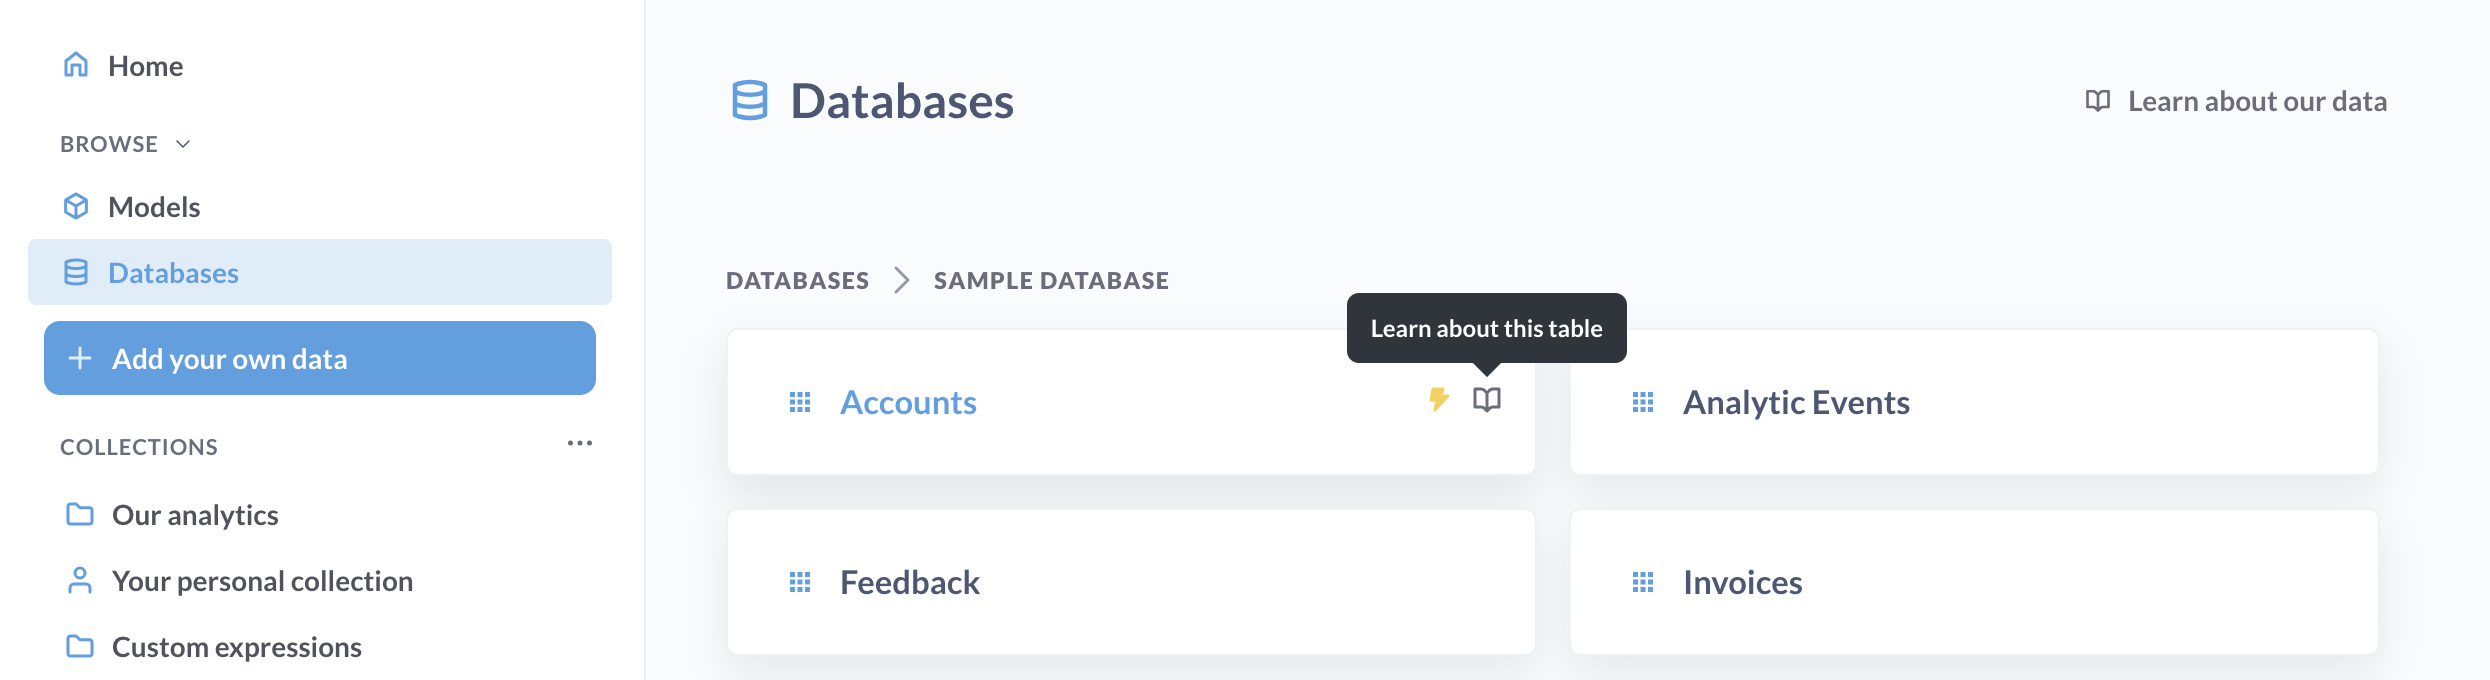 Home
BROWSE
Models
Databases
Add your own data
COLLECTIONS
Our analytics
Your personal collection
Custom expressions
Databases
Learn about our data
DATABASES
SAMPLE DATABASE
Learn about this table
Accounts
Analytic Events
Feedback
Invoices